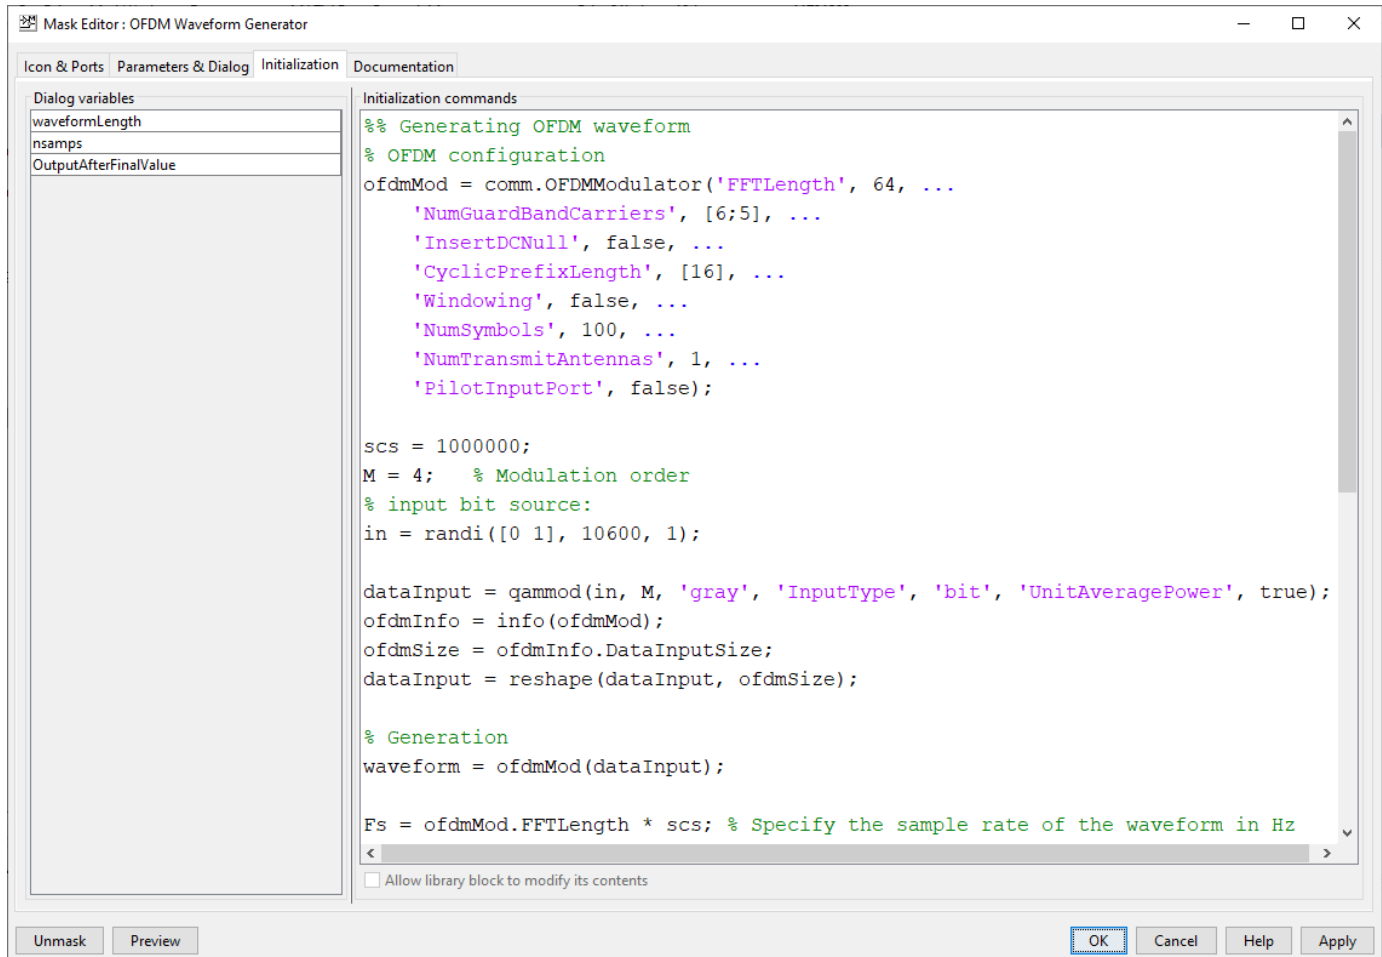 Mask Editor : OFDM Waveform Generator
Icon & Ports Parameters & Dialog Initialization Documentation
Dialog variables
waveformLength
nsamps
OutputAfterFinalValue
Initialization commands
%% Generating OFDM waveform
% OFDM configuration
ofdmMod = comm.OFDMModulator('FFTLength', 64, ...
    'NumGuardBandCarriers', [6;5], ...
    'InsertDCNull', false, ...
    'CyclicPrefixLength', [16], ...
    'Windowing', false, ...
    'NumSymbols', 100, ...
    'NumTransmitAntennas', 1, ...
    'PilotInputPort', false);
scs = 1000000;
M = 4;   % Modulation order
% input bit source:
in = randi([0 1], 10600, 1);
dataInput = qammod(in, M, 'gray', 'InputType', 'bit', 'UnitAveragePower', true);
ofdmInfo = info(ofdmMod);
ofdmSize = ofdmInfo.DataInputSize;
dataInput = reshape(dataInput, ofdmSize);
% Generation
waveform = ofdmMod(dataInput);
Fs = ofdmMod.FFTLength * scs; % Specify the sample rate of the waveform in Hz
Allow library block to modify its contents
Unmask Preview OK Cancel Help Apply